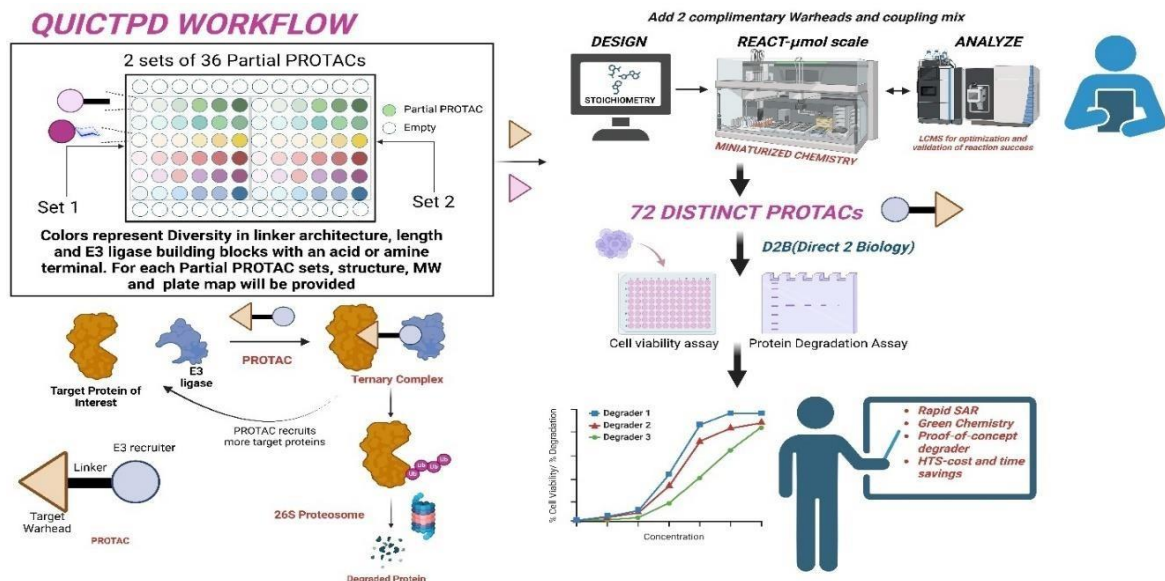 QUICTPD WORKFLOW
2 sets of 36 Partial PROTACs
Partial PROTAC
Empty
Set 1
Set 2
Colors represent Diversity in linker architecture, length
and E3 ligase building blocks with an acid or amine
terminal. For each Partial PROTAC sets, structure, MW
and plate map will be provided
Add 2 complimentary Warheads and coupling mix
DESIGN
REACT-µmol scale
ANALYZE
STOICHIOMETRY
MINIATURIZED CHEMISTRY
LCMS for optimization and
validation of reaction success
72 DISTINCT PROTACs
D2B(Direct 2 Biology)
Cell viability assay
Protein Degradation Assay
Target Protein of
Interest
E3
ligase
PROTAC
Ternary Complex
PROTAC recruits
more target proteins
Ub
Ub
Ub
Ub
E3 recruiter
Linker
Target
Warhead
PROTAC
26S Proteosome
Degraded Protein
Degrader 1
Degrader 2
Degrader 3
% Cell Viability/ % Degradation
Concentration
• Rapid SAR
• Green Chemistry
• Proof-of-concept
degrader
• HTS-cost and time
savings